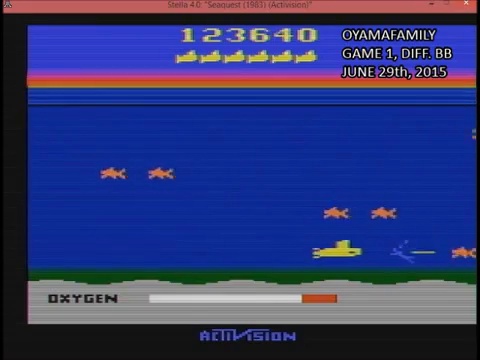 Stella 4.0: "Seaquest (1983) (Activision)"
123640
OYAMAFAMILY
GAME 1, DIFF. BB
JUNE 29th, 2015
OXYGEN
ACTIVISION